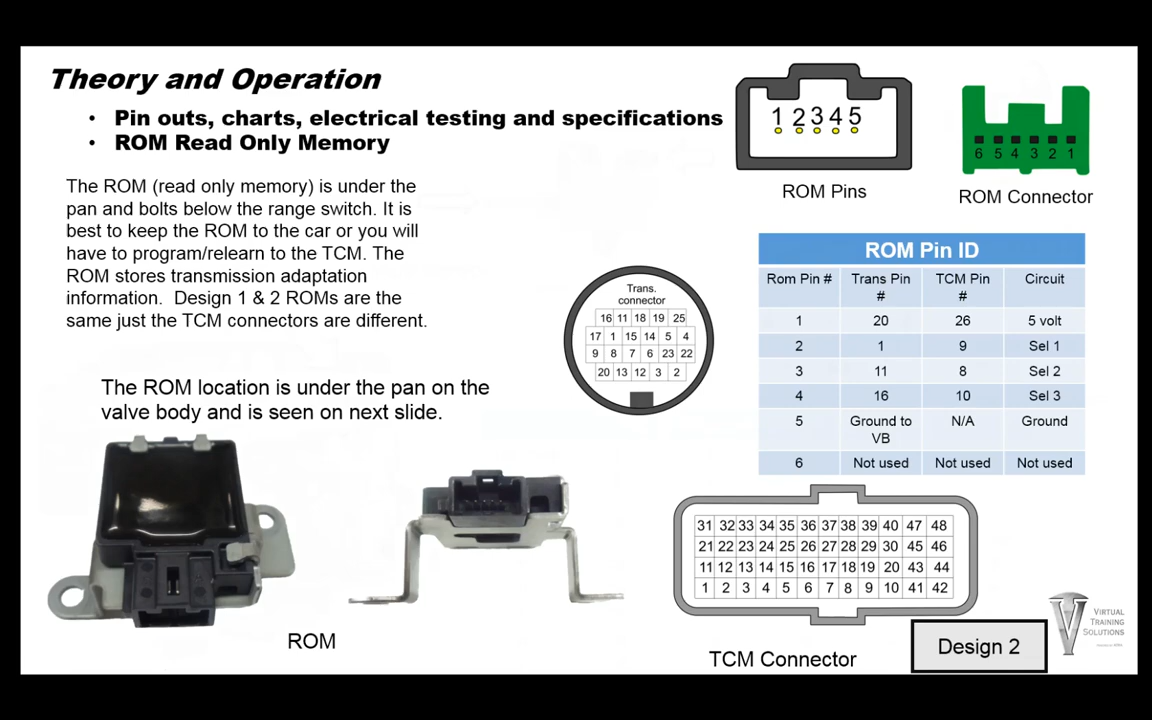 Theory and Operation
• Pin outs, charts, electrical testing and specifications
• ROM Read Only Memory
The ROM (read only memory) is under the
pan and bolts below the range switch. It is
best to keep the ROM to the car or you will
have to program/relearn to the TCM. The
ROM stores transmission adaptation
information. Design 1 & 2 ROMs are the
same just the TCM connectors are different.
The ROM location is under the pan on the
valve body and is seen on next slide.
ROM
1 2 3 4 5
ROM Pins
6 5 4 3 2 1
ROM Connector
Trans.
connector
16 11 18 19 25
17 1 15 14 5 4
9 8 7 6 23 22
20 13 12 3 2
ROM Pin ID
Rom Pin # Trans Pin # TCM Pin # Circuit
1 20 26 5 volt
2 1 9 Sel 1
3 11 8 Sel 2
4 16 10 Sel 3
5 Ground to VB N/A Ground
6 Not used Not used Not used
31 32 33 34 35 36 37 38 39 40 47 48
21 22 23 24 25 26 27 28 29 30 45 46
11 12 13 14 15 16 17 18 19 20 43 44
1 2 3 4 5 6 7 8 9 10 41 42
TCM Connector
Design 2
VIRTUAL
TRAINING
SOLUTIONS